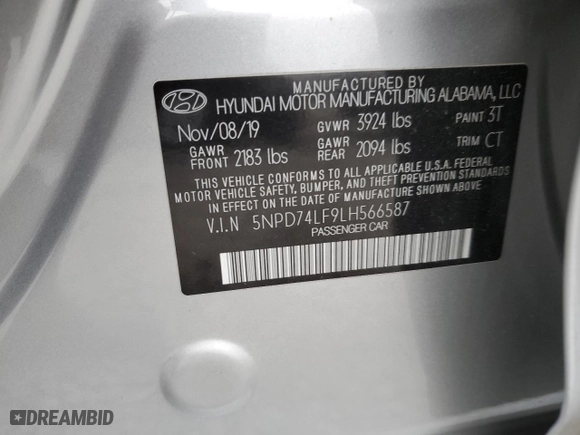 MANUFACTURED BY
HYUNDAI MOTOR MANUFACTURING ALABAMA, LLC
Nov/08/19 GVWR 3924 lbs PAINT 3T
GAWR FRONT 2183 lbs GAWR REAR 2094 lbs TRIM CT
THIS VEHICLE CONFORMS TO ALL APPLICABLE U.S.A. FEDERAL
MOTOR VEHICLE SAFETY, BUMPER, AND THEFT PREVENTION STANDARDS
IN EFFECT ON THE DATE OF MANUFACTURE SHOWN ABOVE.
V.I.N 5NPD74LF9LH566587
PASSENGER CAR
DREAMBID